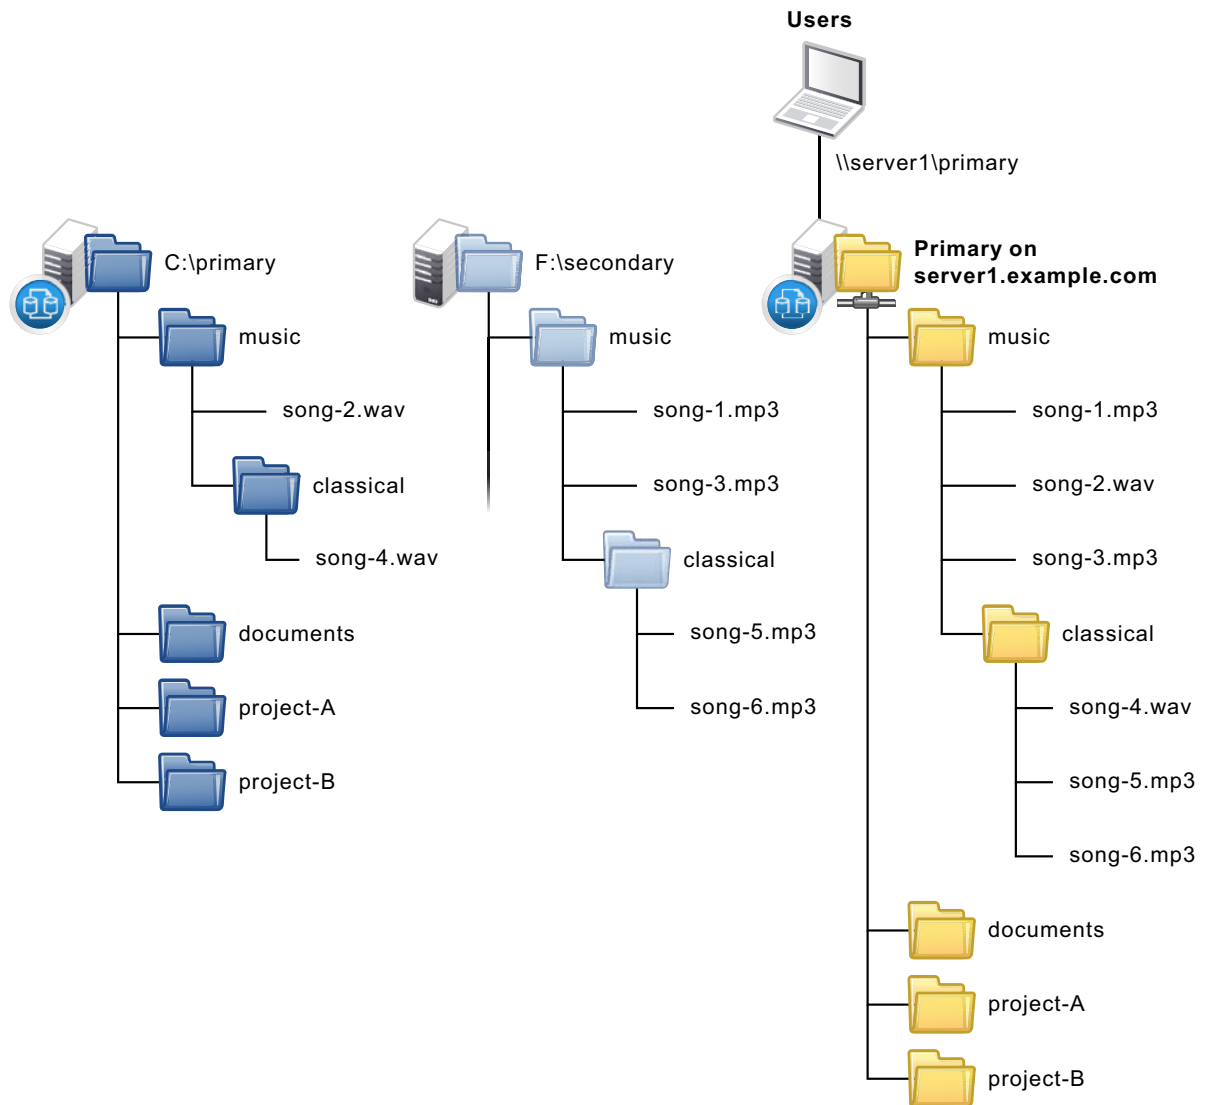 Users
\\server1\primary
C:\primary
music
song-2.wav
classical
song-4.wav
documents
project-A
project-B
F:\secondary
music
song-1.mp3
song-3.mp3
classical
song-5.mp3
song-6.mp3
Primary on
server1.example.com
music
song-1.mp3
song-2.wav
song-3.mp3
classical
song-4.wav
song-5.mp3
song-6.mp3
documents
project-A
project-B